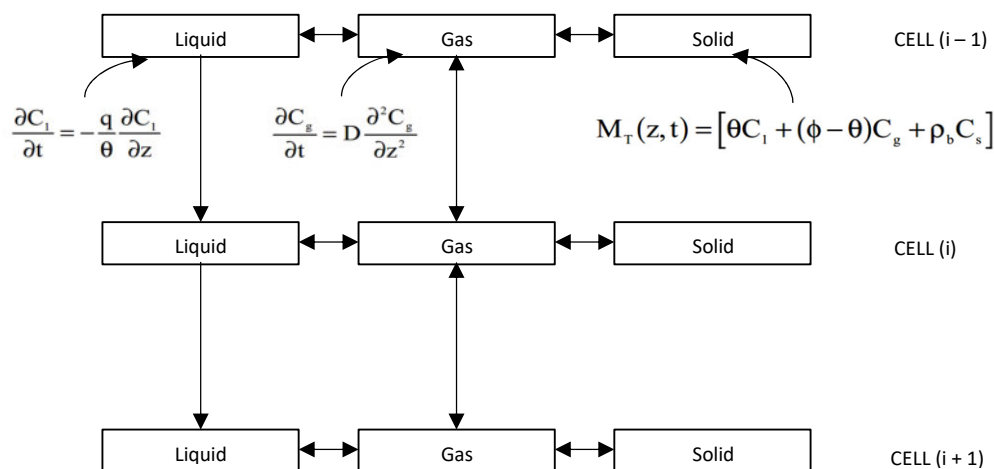 Liquid Gas Solid CELL (i – 1)
∂C₁/∂t = −(q/θ) ∂C₁/∂z ∂C_g/∂t = D ∂²C_g/∂z² M_T(z, t) = [θC₁ + (ϕ − θ)C_g + ρ_b C_s]
Liquid Gas Solid CELL (i)
Liquid Gas Solid CELL (i + 1)